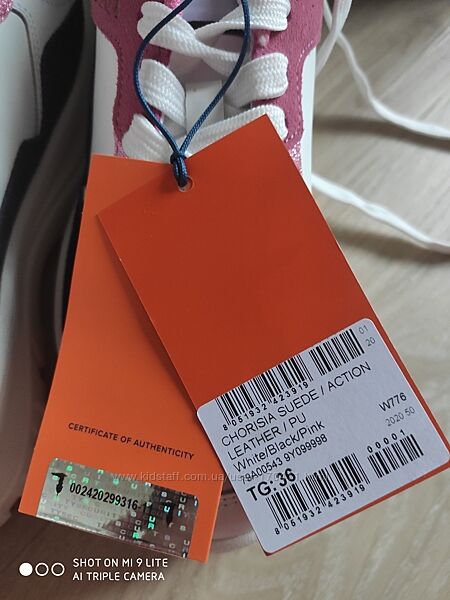 CERTIFICATE OF AUTHENTICITY
002420299316-1
01
20
8 051932 423919
CHORISIA SUEDE / ACTION
LEATHER / PU
White/Black/Pink
W776
2020.50
TG: 36
00001
8 051932 423919
www.kidstaff.com.ua
SHOT ON MI 9 LITE
AI TRIPLE CAMERA